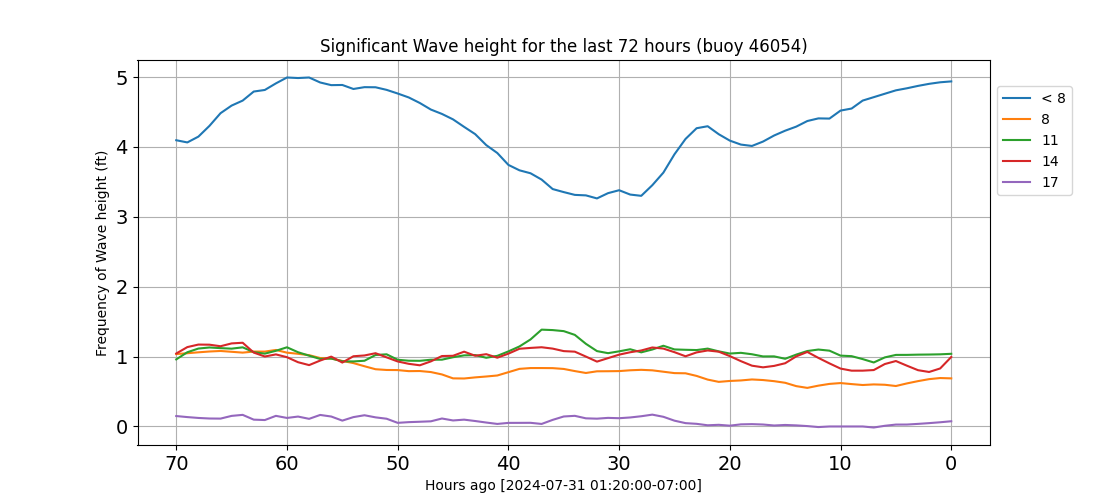 Significant Wave height for the last 72 hours (buoy 46054)
Frequency of Wave height (ft)
5
4
3
2
1
0
70 60 50 40 30 20 10 0
Hours ago [2024-07-31 01:20:00-07:00]
< 8
8
11
14
17